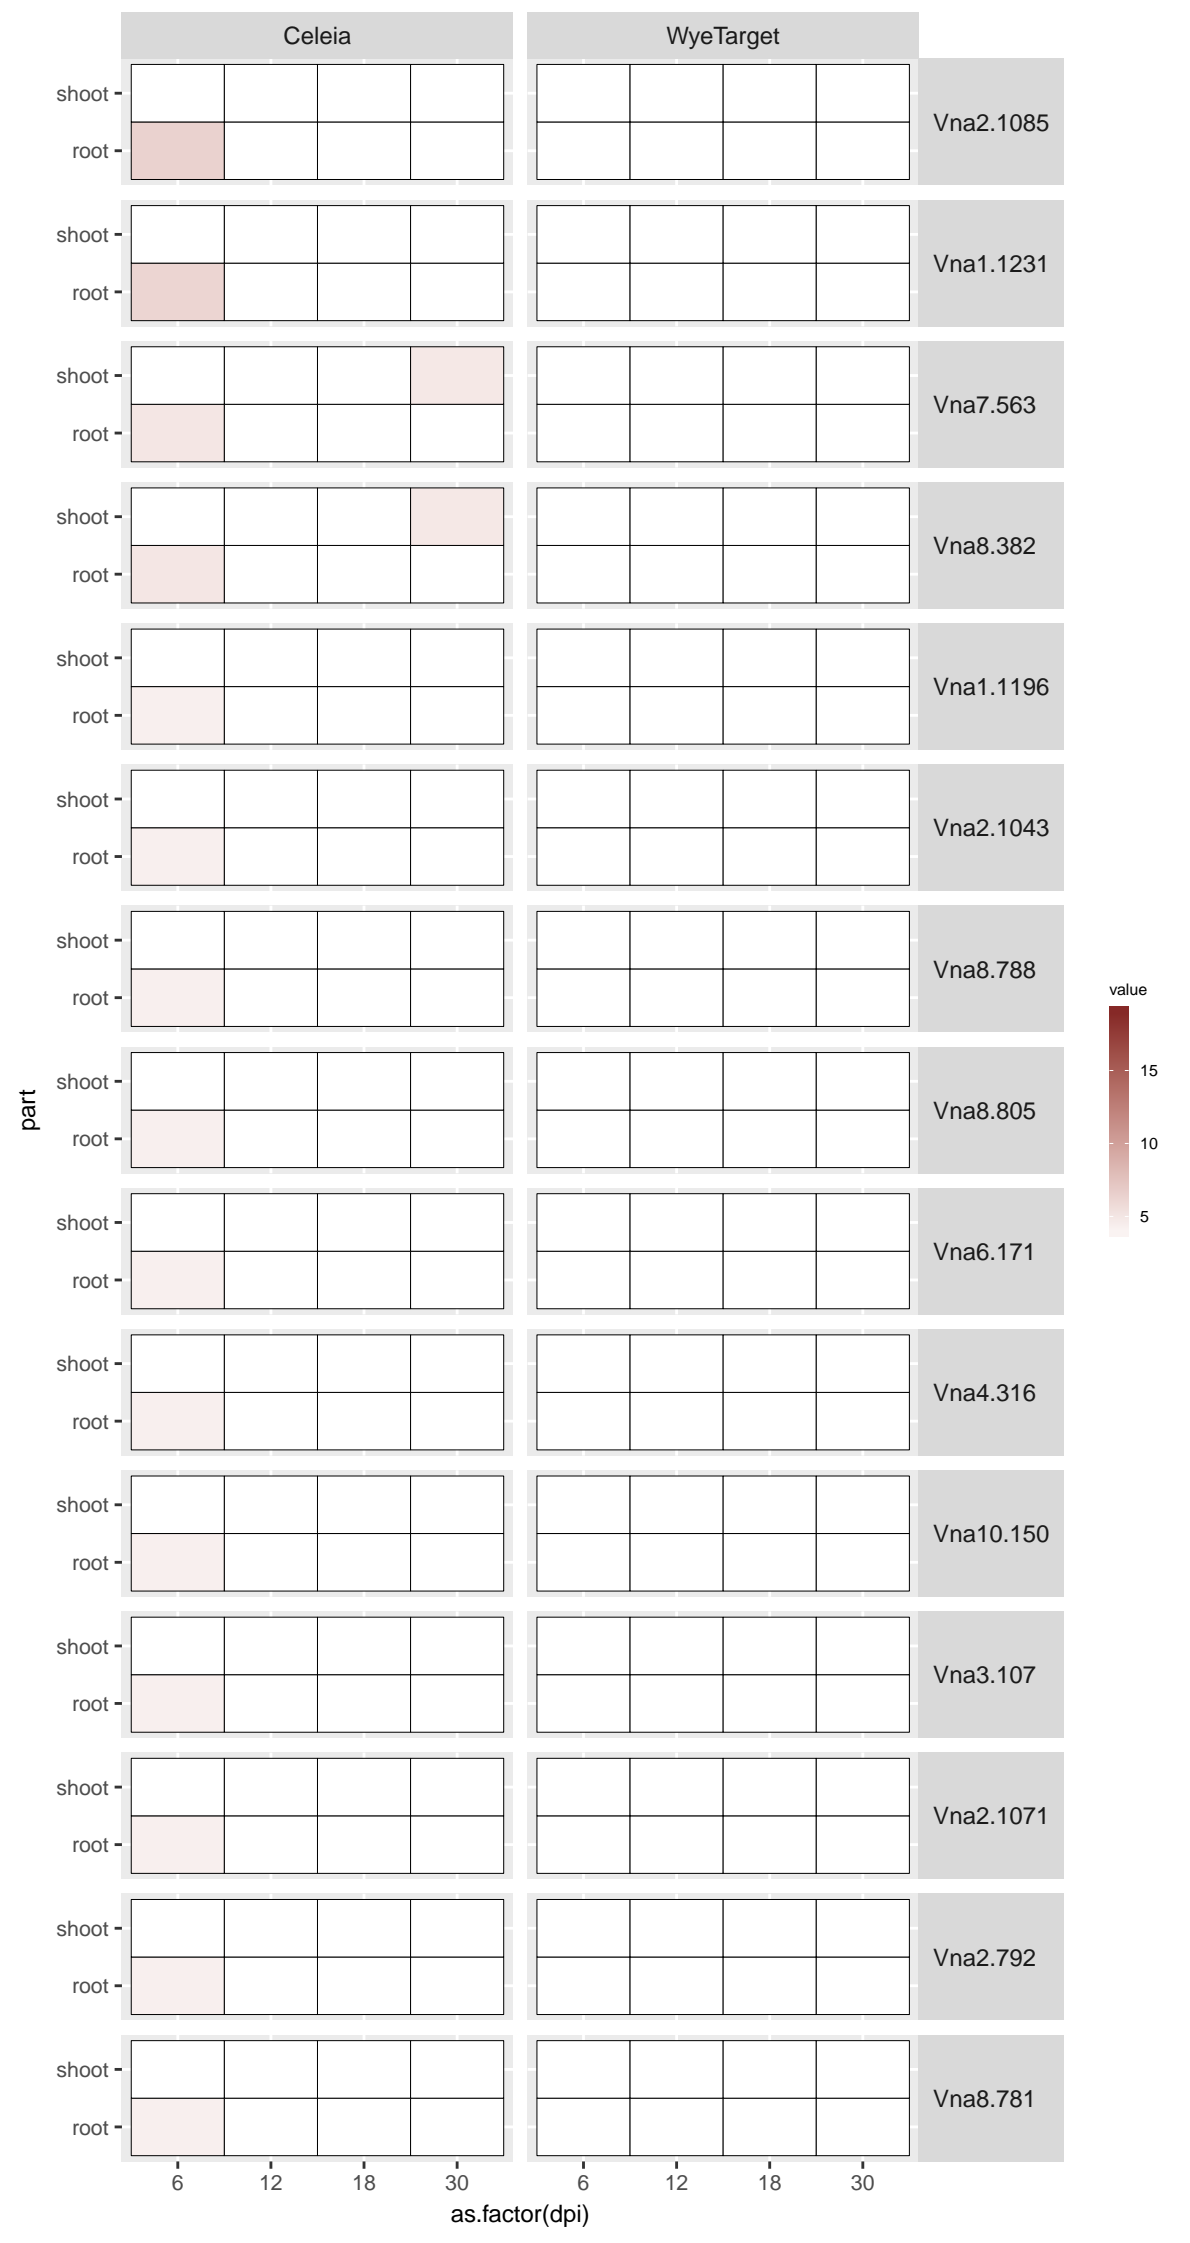 Celeia WyeTarget
shoot
root
Vna2.1085
shoot
root
Vna1.1231
shoot
root
Vna7.563
shoot
root
Vna8.382
shoot
root
Vna1.1196
shoot
root
Vna2.1043
shoot
root
Vna8.788
shoot
root
Vna8.805
shoot
root
Vna6.171
shoot
root
Vna4.316
shoot
root
Vna10.150
shoot
root
Vna3.107
shoot
root
Vna2.1071
shoot
root
Vna2.792
shoot
root
Vna8.781
part
6 12 18 30 6 12 18 30
as.factor(dpi)
value
15
10
5